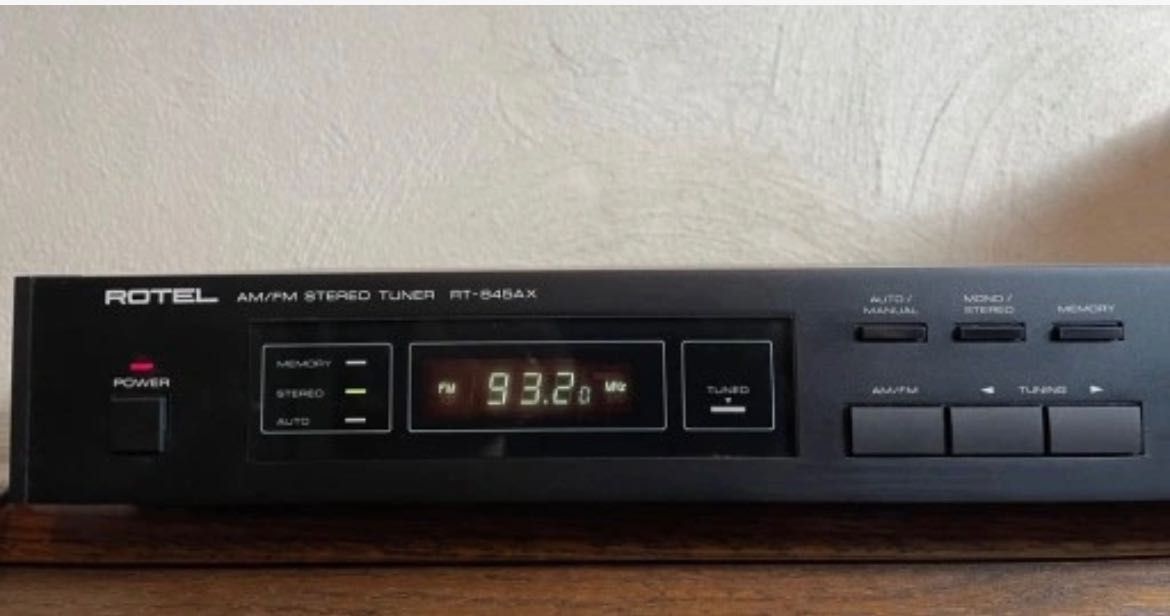 ROTEL AM/FM STEREO TUNER RT-845AX
AUTO / MANUAL
MONO / STEREO
MEMORY
POWER
MEMORY
STEREO
AUTO
FM 93.20 MHz
TUNED
AM/FM
◄ TUNING ►